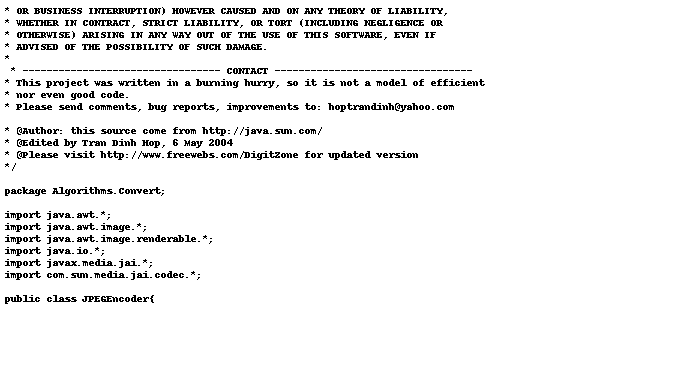 * OR BUSINESS INTERRUPTION) HOWEVER CAUSED AND ON ANY THEORY OF LIABILITY,
* WHETHER IN CONTRACT, STRICT LIABILITY, OR TORT (INCLUDING NEGLIGENCE OR
* OTHERWISE) ARISING IN ANY WAY OUT OF THE USE OF THIS SOFTWARE, EVEN IF
* ADVISED OF THE POSSIBILITY OF SUCH DAMAGE.
*
* --------------------------------- CONTACT ---------------------------------
* This project was written in a burning hurry, so it is not a model of efficient
* nor even good code.
* Please send comments, bug reports, improvements to: hoptrandinh@yahoo.com
* @Author: this source come from http://java.sun.com/
* @Edited by Tran Dinh Hop, 6 May 2004
* @Please visit http://www.freewebs.com/DigitZone for updated version
*/
package Algorithms.Convert;
import java.awt.*;
import java.awt.image.*;
import java.awt.image.renderable.*;
import java.io.*;
import javax.media.jai.*;
import com.sun.media.jai.codec.*;
public class JPEGEncoder{